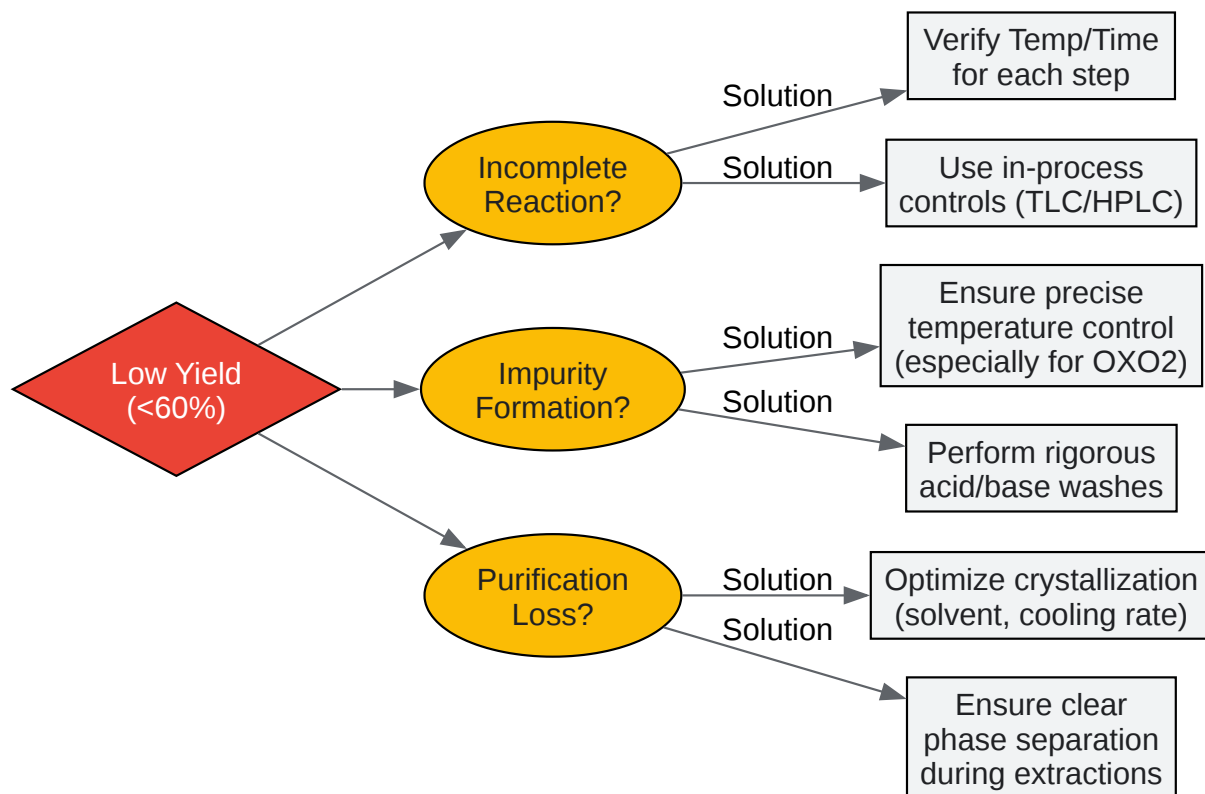 Low Yield
(<60%)
Incomplete
Reaction?
Solution
Verify Temp/Time
for each step
Solution
Use in-process
controls (TLC/HPLC)
Impurity
Formation?
Solution
Ensure precise
temperature control
(especially for OXO2)
Solution
Perform rigorous
acid/base washes
Purification
Loss?
Solution
Optimize crystallization
(solvent, cooling rate)
Solution
Ensure clear
phase separation
during extractions